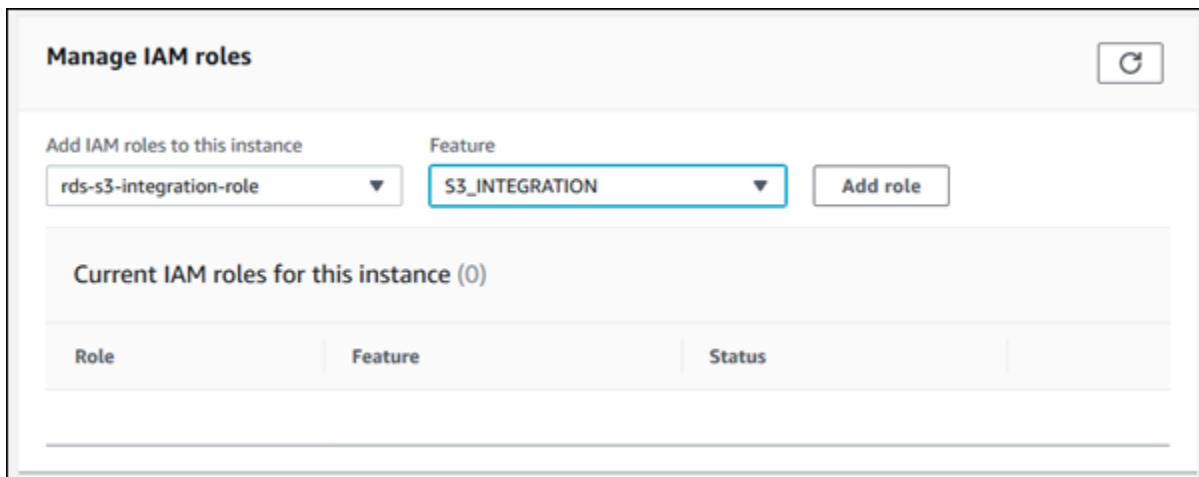 Manage IAM roles
Add IAM roles to this instance Feature
rds-s3-integration-role S3_INTEGRATION Add role
Current IAM roles for this instance (0)
Role Feature Status